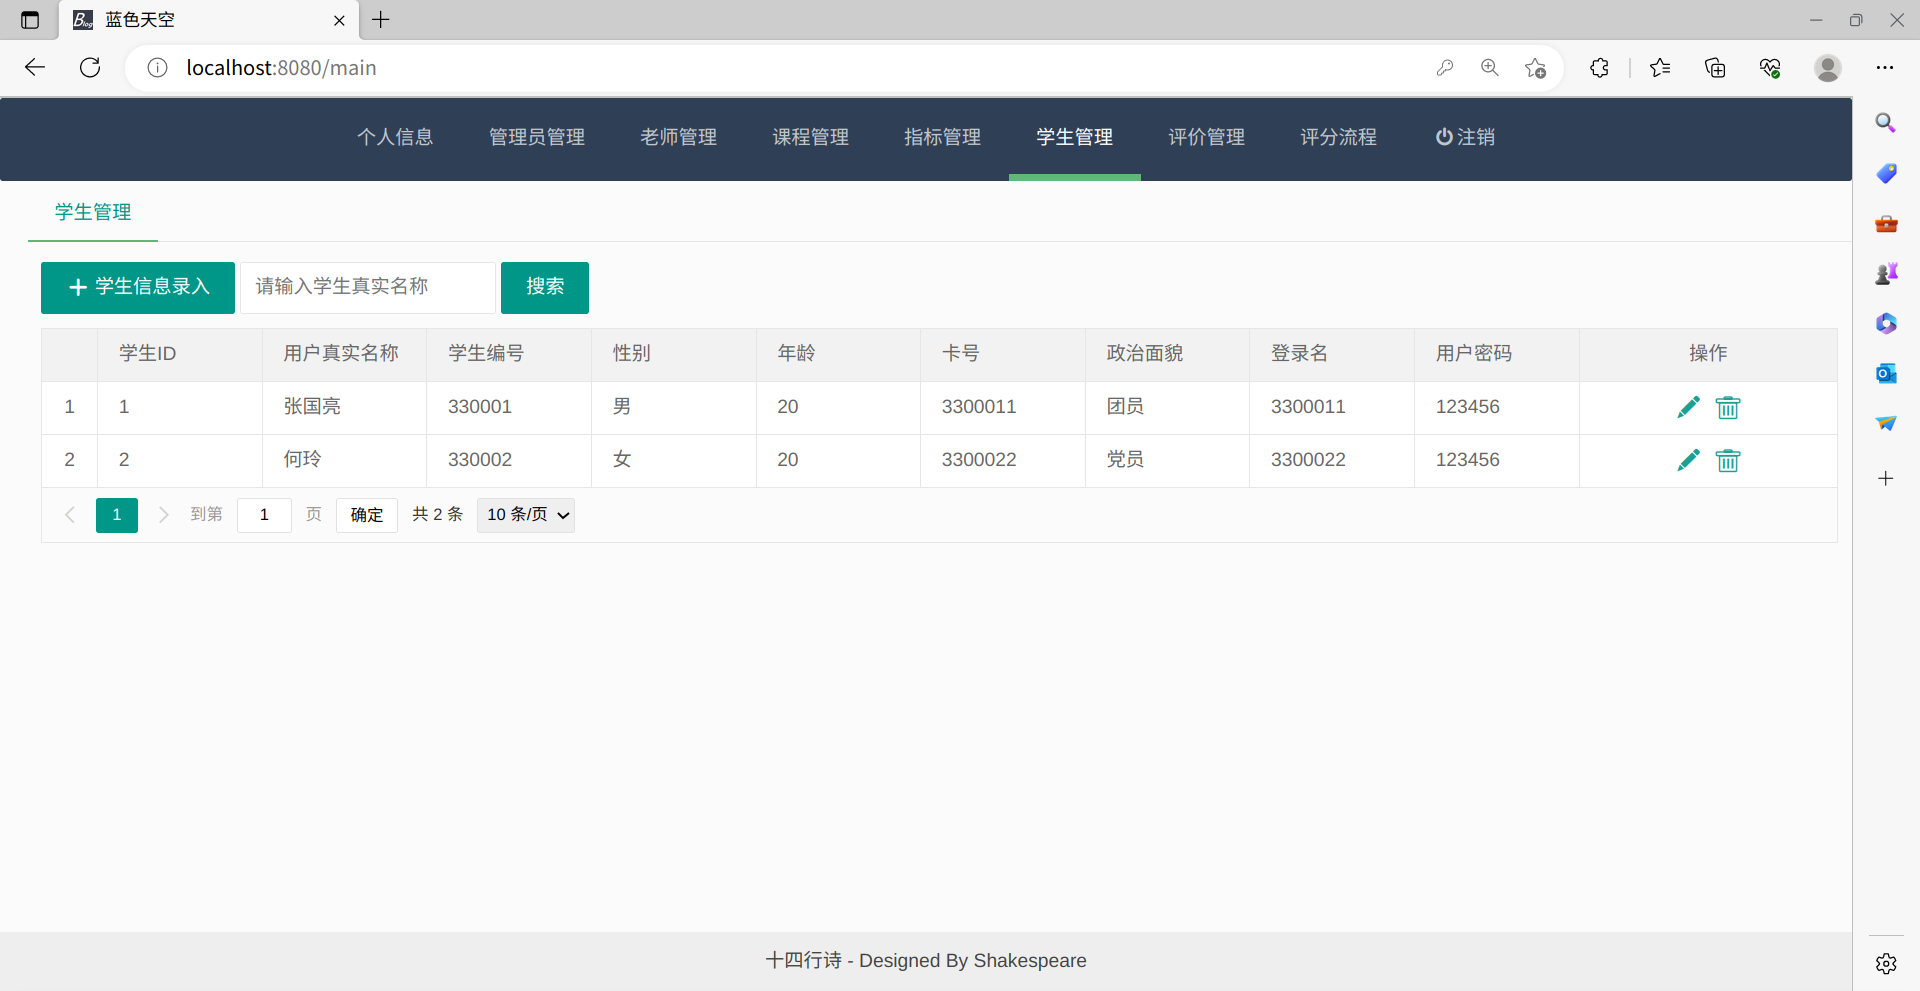 蓝色天空
localhost:8080/main
个人信息 管理员管理 老师管理 课程管理 指标管理 学生管理 评价管理 评分流程 注销
学生管理
学生信息录入 请输入学生真实名称 搜索
学生ID 用户真实名称 学生编号 性别 年龄 卡号 政治面貌 登录名 用户密码 操作
1 1 张国亮 330001 男 20 3300011 团员 3300011 123456
2 2 何玲 330002 女 20 3300022 党员 3300022 123456
1 到第 1 页 确定 共 2 条 10 条/页
十四行诗 - Designed By Shakespeare